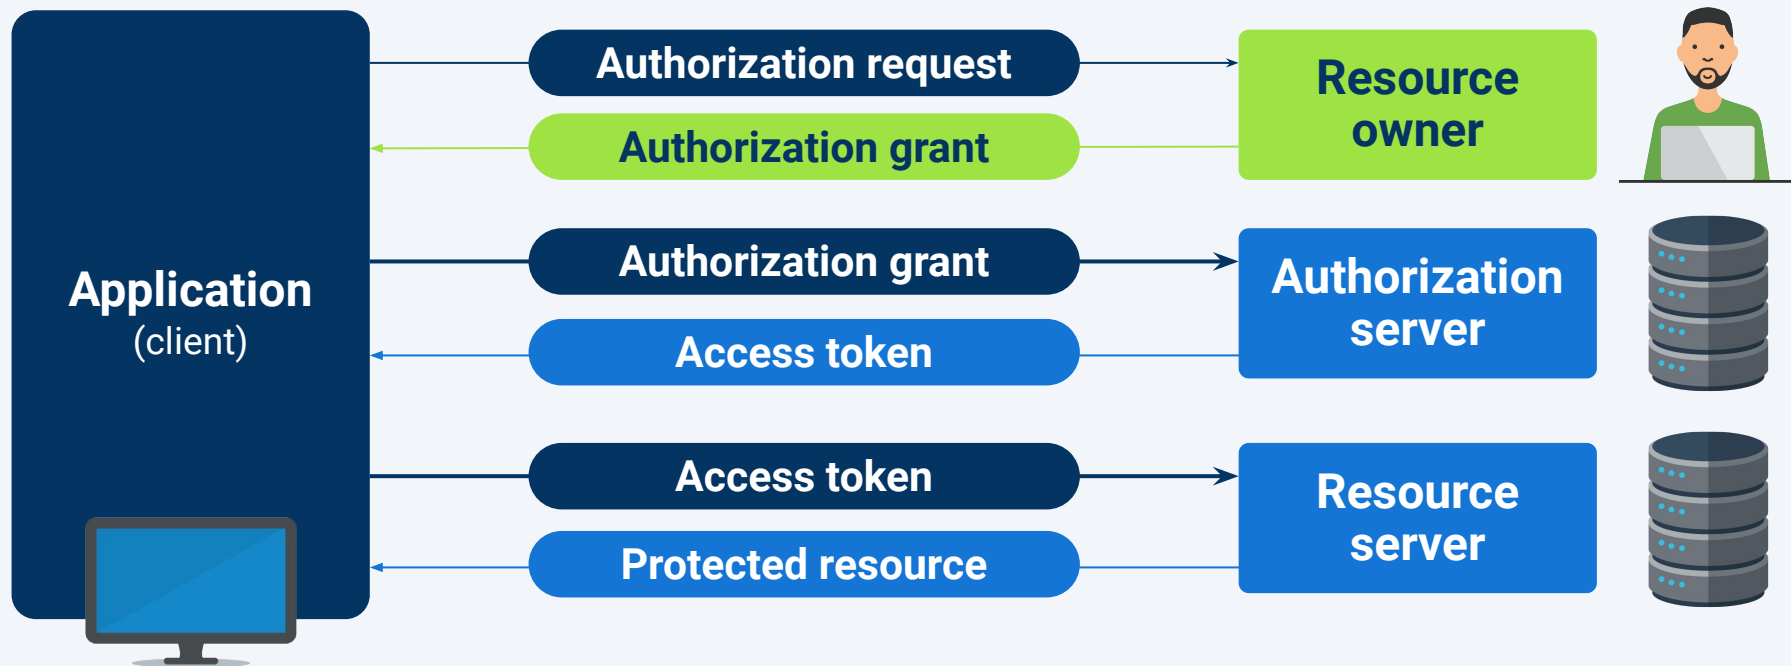 Application
(client)
Authorization request
Authorization grant
Resource
owner
Authorization grant
Access token
Authorization
server
Access token
Protected resource
Resource
server